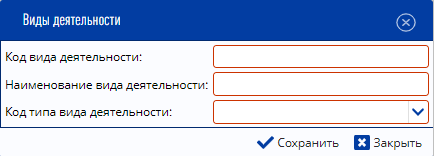 Виды деятельности
Код вида деятельности:
Наименование вида деятельности:
Код типа вида деятельности:
Сохранить Закрыть